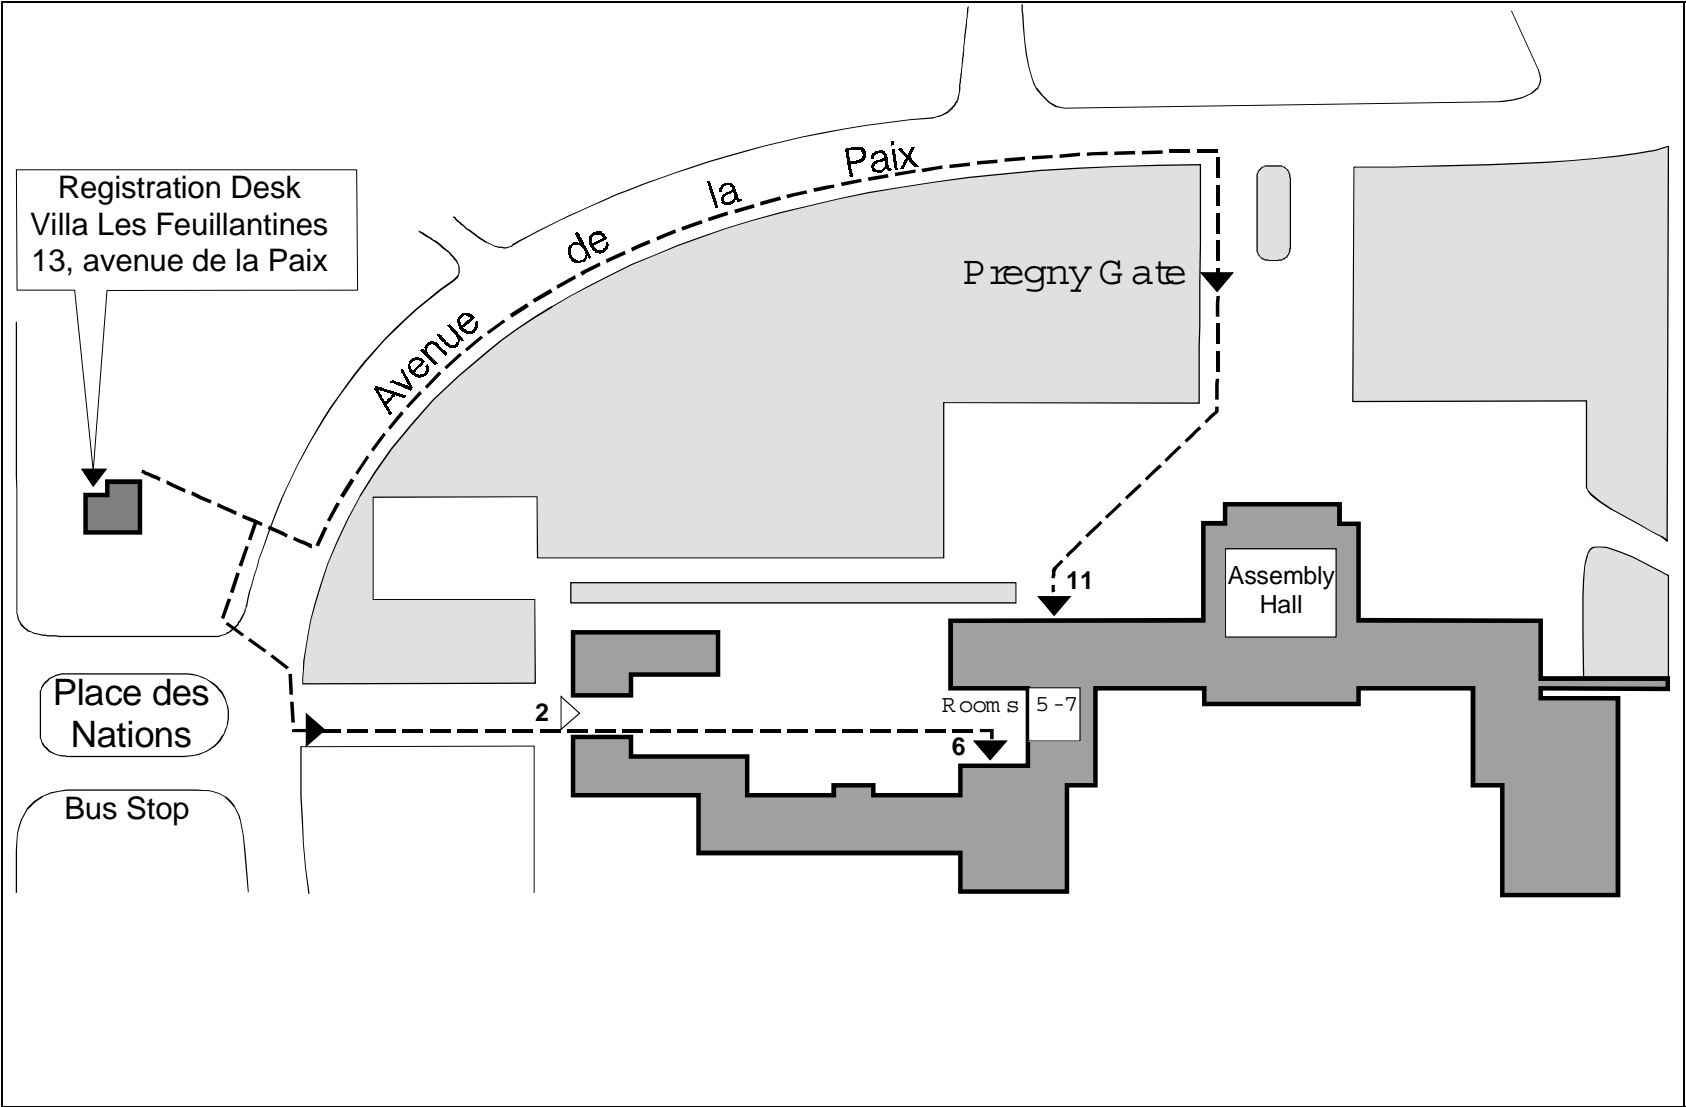 Registration Desk
Villa Les Feuillantines
13, avenue de la Paix
Avenue de la Paix
Pregny Gate
11
Assembly
Hall
Place des
Nations
2
Rooms 5-7
6
Bus Stop